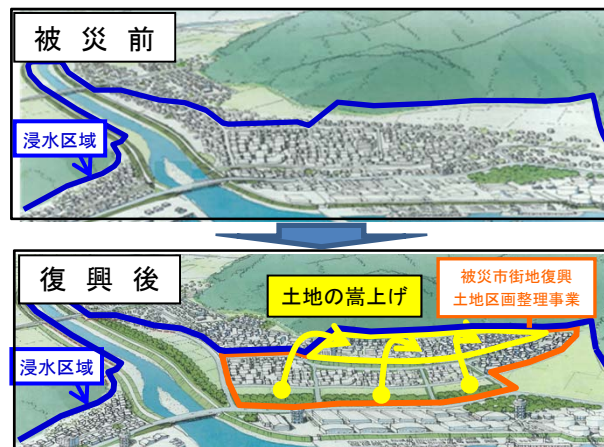 被災前
浸水区域
復興後
土地の嵩上げ
被災市街地復興
土地区画整理事業
浸水区域